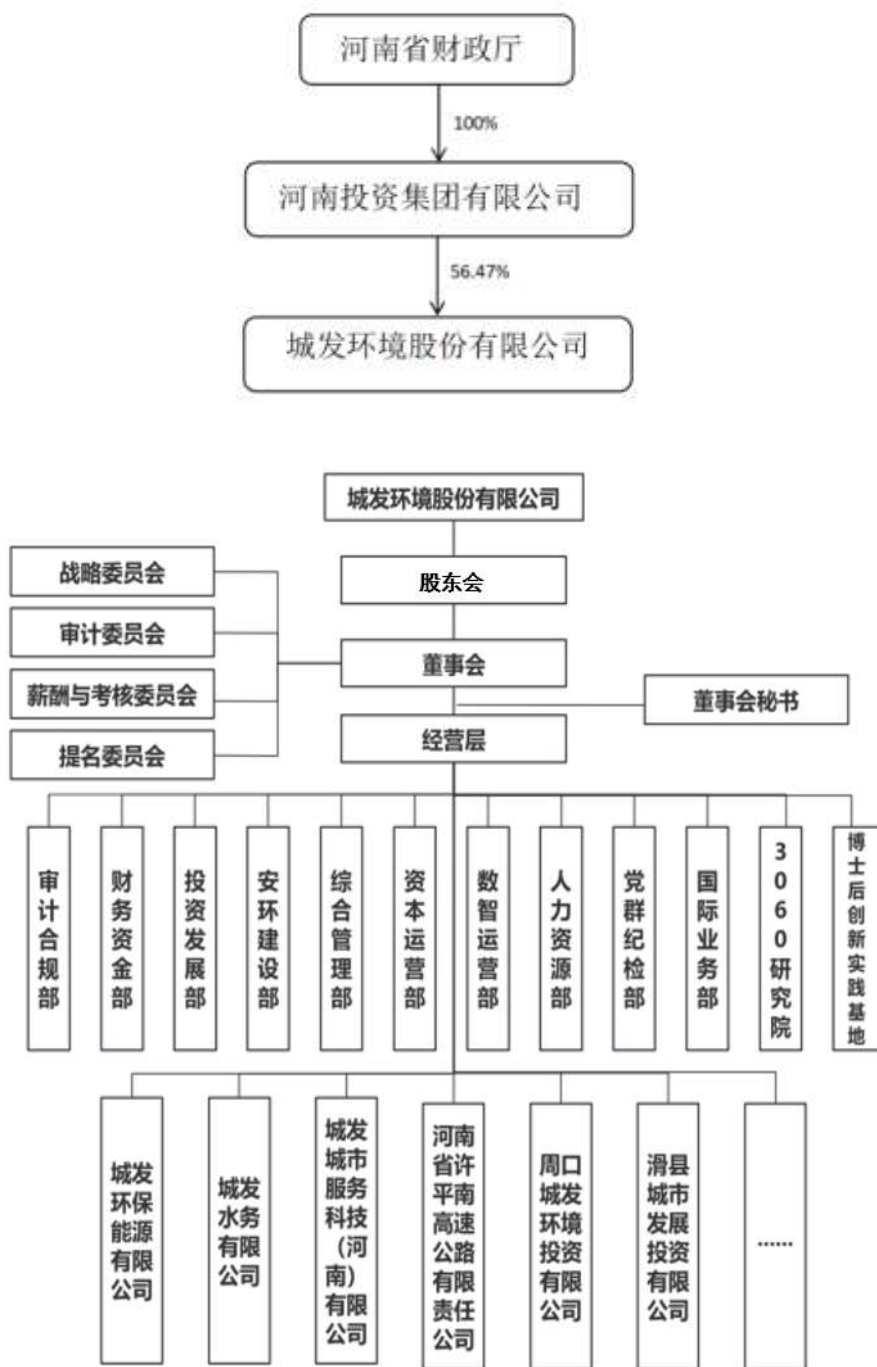 河南省财政厅
100%
河南投资集团有限公司
56.47%
城发环境股份有限公司
城发环境股份有限公司
股东会
董事会
经营层
战略委员会
审计委员会
薪酬与考核委员会
提名委员会
董事会秘书
审计合规部
财务资金部
投资发展部
安环建设部
综合管理部
资本运营部
数智运营部
人力资源部
党群纪检部
国际业务部
3060研究院
博士后创新实践基地
城发
环保
能源
有限
公司
城发
水务
有限
公司
城发
城市
服务
科技
（河
南）
有限
公司
河南
省许
平南
高速
公路
有限
责任
公司
周口
城发
环境
投资
有限
公司
滑县
城市
发展
投资
有限
公司
……